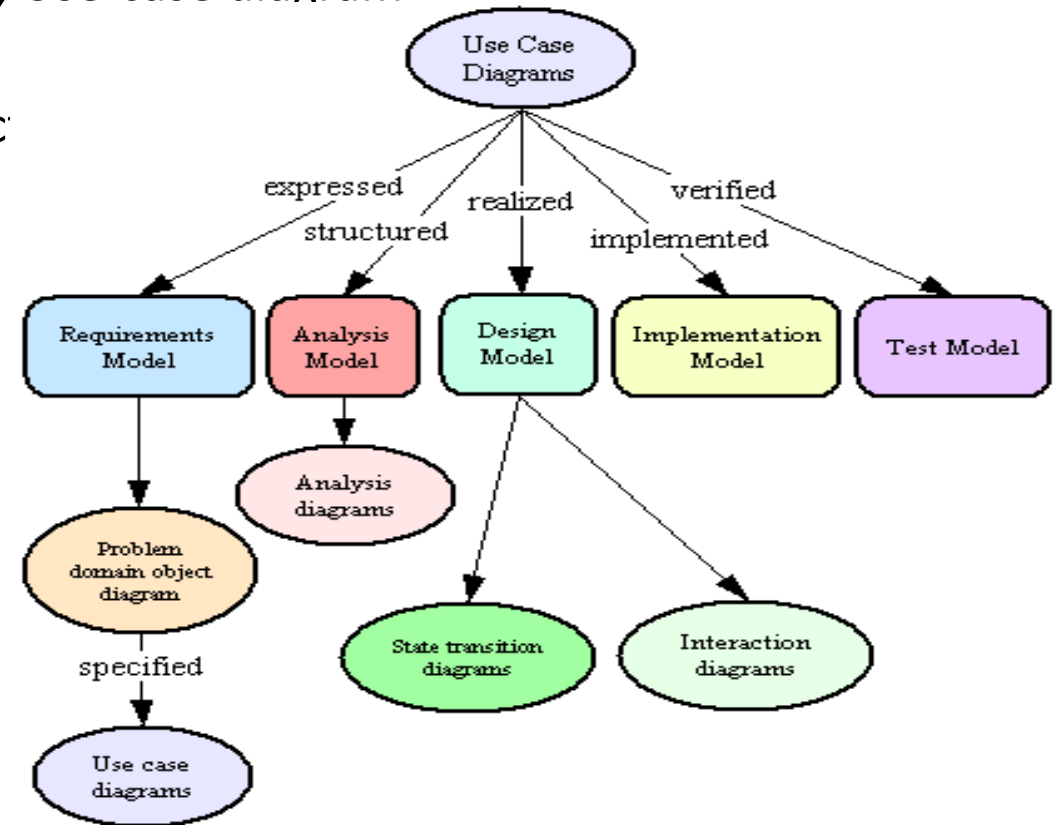 Use Case
Diagrams
expressed
realized
verified
structured
implemented
Requirements
Model
Analysis
Model
Design
Model
Implementation
Model
Test Model
Analysis
diagrams
Problem
domain object
diagram
State transition
diagrams
Interaction
diagrams
specified
Use case
diagrams